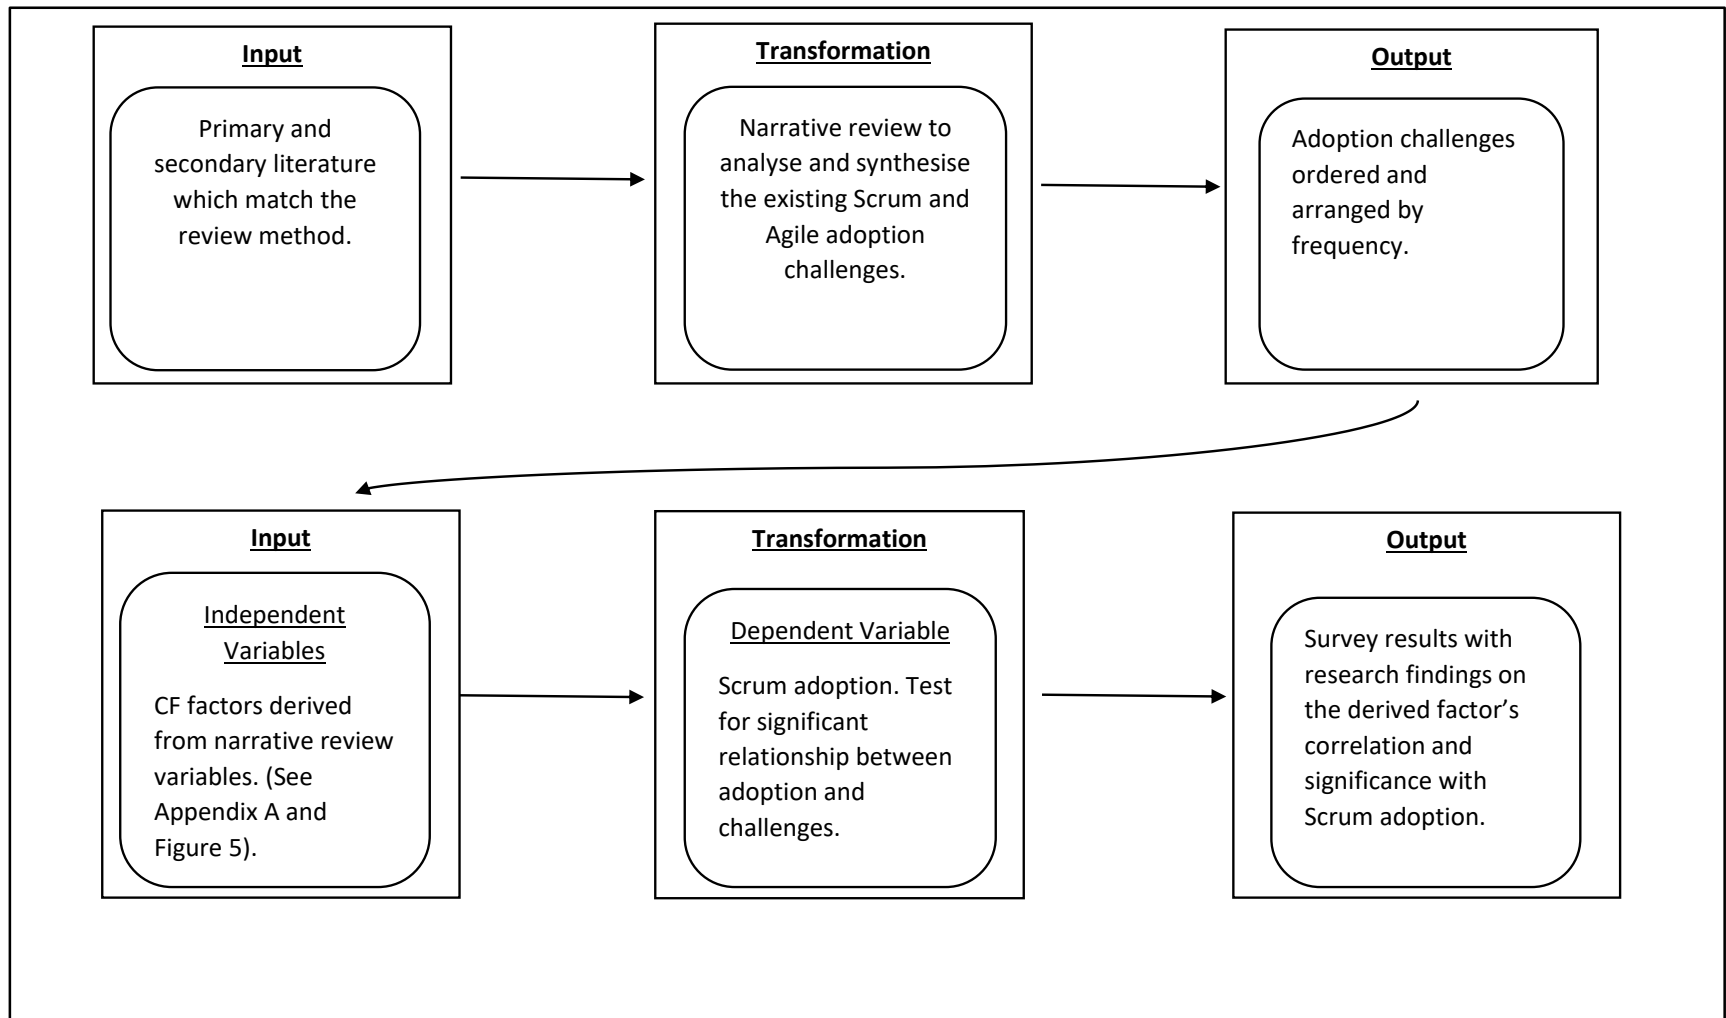 Input
Primary and
secondary literature
which match the
review method.
Transformation
Narrative review to
analyse and synthesise
the existing Scrum and
Agile adoption
challenges.
Output
Adoption challenges
ordered and
arranged by
frequency.
Input
Independent
Variables
CF factors derived
from narrative review
variables. (See
Appendix A and
Figure 5).
Transformation
Dependent Variable
Scrum adoption. Test
for significant
relationship between
adoption and
challenges.
Output
Survey results with
research findings on
the derived factor’s
correlation and
significance with
Scrum adoption.